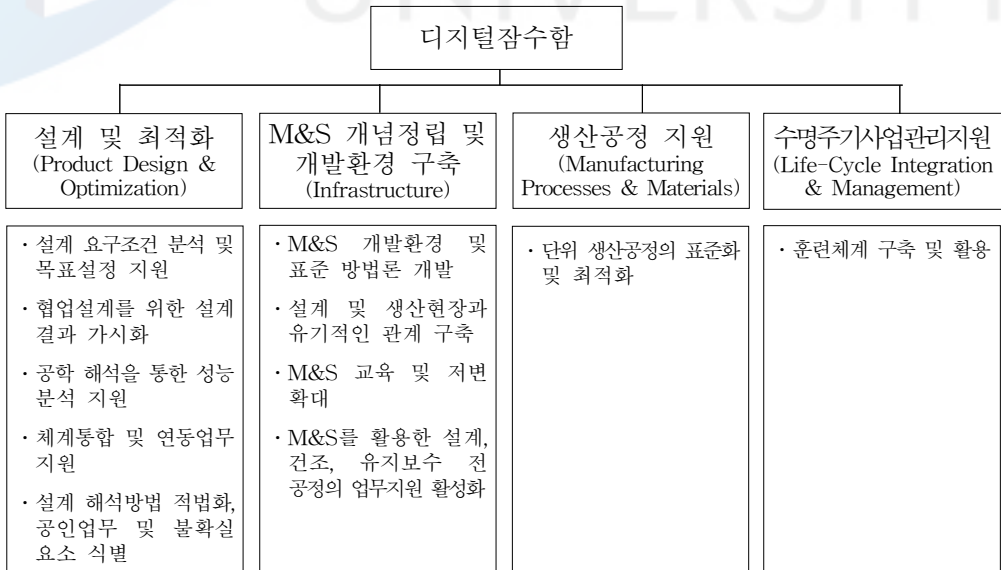 UNIVERSITY
디지털잠수함
설계 및 최적화
(Product Design &
Optimization)
M&S 개념정립 및
개발환경 구축
(Infrastructure)
생산공정 지원
(Manufacturing
Processes & Materials)
수명주기사업관리지원
(Life-Cycle Integration
& Management)
· 설계 요구조건 분석 및
목표설정 지원
· 협업설계를 위한 설계
결과 가시화
· 공학 해석을 통한 성능
분석 지원
· 체계통합 및 연동업무
지원
· 설계 해석방법 적법화,
공인업무 및 불확실
요소 식별
· M&S 개발환경 및
표준 방법론 개발
· 설계 및 생산현장과
유기적인 관계 구축
· M&S 교육 및 저변
확대
· M&S를 활용한 설계,
건조, 유지보수 전
공정의 업무지원 활성화
· 단위 생산공정의 표준화
및 최적화
· 훈련체계 구축 및 활용